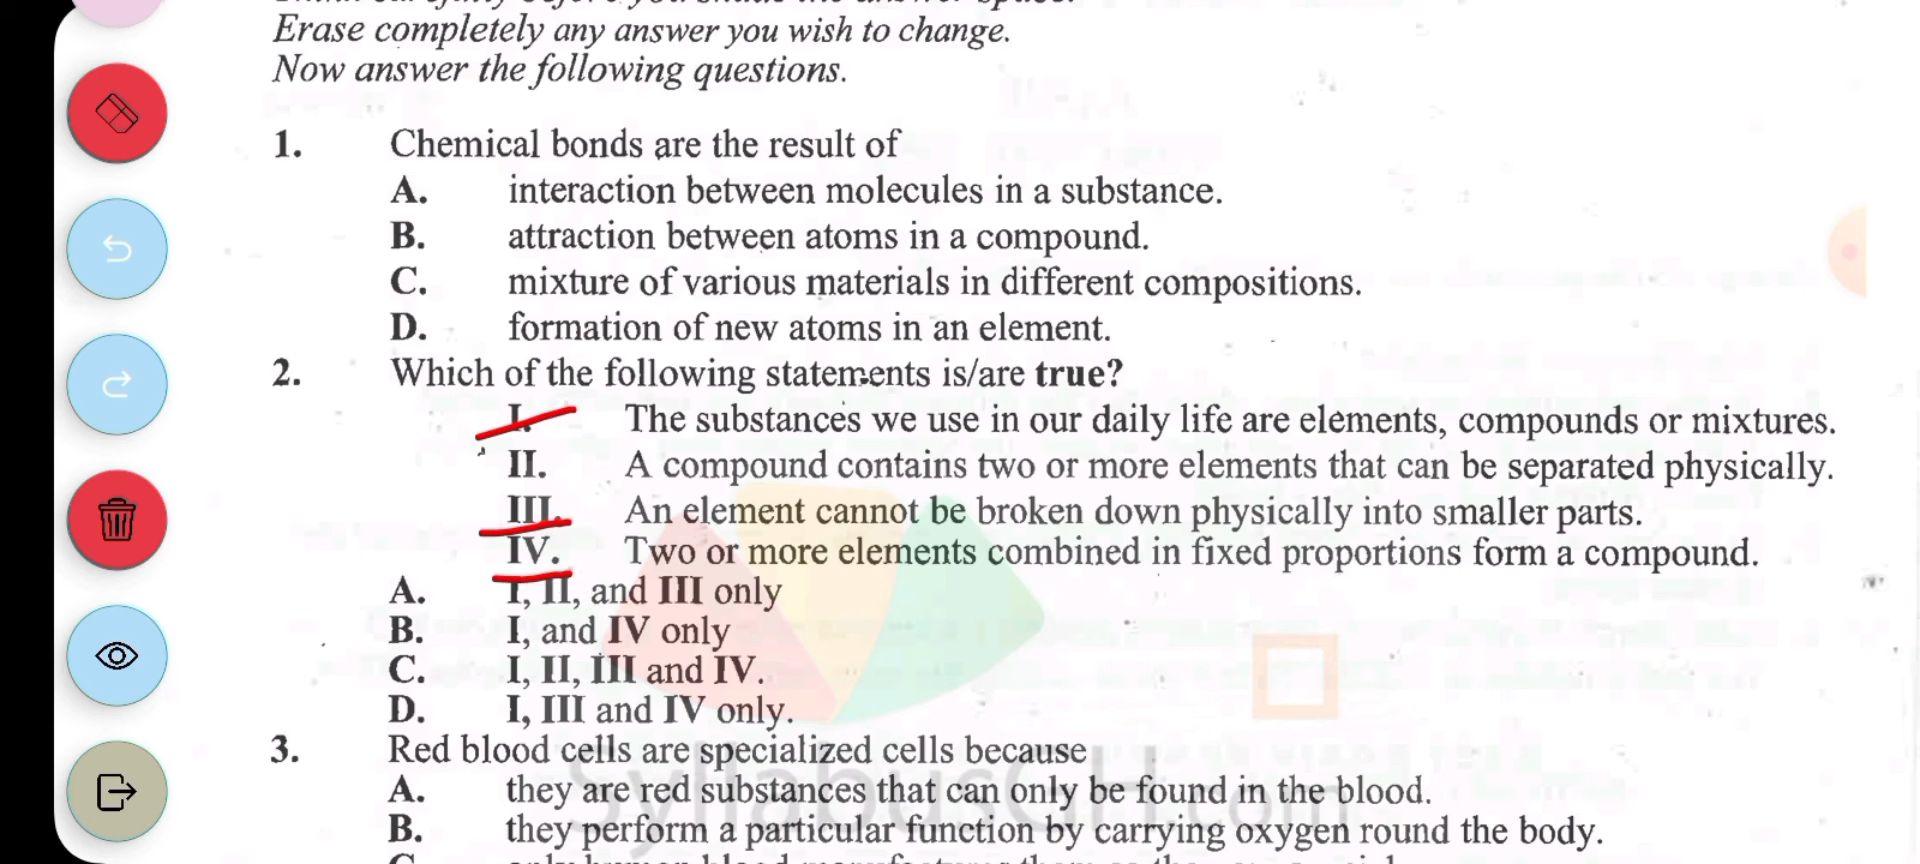 Erase completely any answer you wish to change.
Now answer the following questions.
1. Chemical bonds are the result of
A. interaction between molecules in a substance.
B. attraction between atoms in a compound.
C. mixture of various materials in different compositions.
D. formation of new atoms in an element.
2. Which of the following statements is/are true?
I. The substances we use in our daily life are elements, compounds or mixtures.
II. A compound contains two or more elements that can be separated physically.
III. An element cannot be broken down physically into smaller parts.
IV. Two or more elements combined in fixed proportions form a compound.
A. I, II, and III only
B. I, and IV only
C. I, II, III and IV.
D. I, III and IV only.
3. Red blood cells are specialized cells because
SyllabusGH.com
A. they are red substances that can only be found in the blood.
B. they perform a particular function by carrying oxygen round the body.